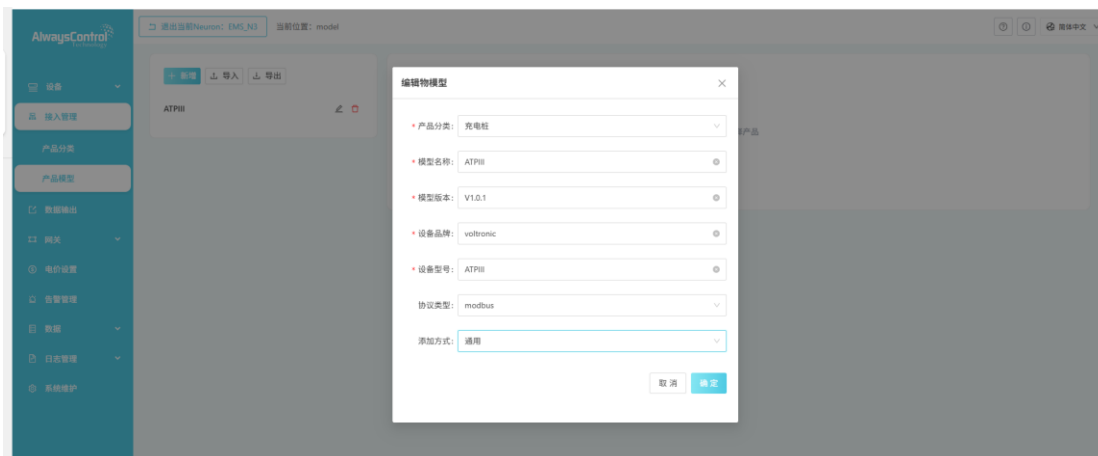 AlwaysControl
Technology
退出当前Neuron: EMS_N3
当前位置: model
简体中文
设备
接入管理
产品分类
产品模型
数据输出
网关
电价设置
告警管理
数据
日志管理
系统维护
+ 新增
导入
导出
ATPIII
产品
编辑物模型
* 产品分类: 充电桩
* 模型名称: ATPIII
* 模型版本: V1.0.1
* 设备品牌: voltronic
* 设备型号: ATPIII
协议类型: modbus
添加方式: 通用
取消
确定